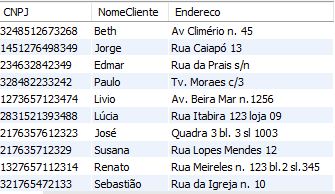 CNPJ NomeCliente Endereco
3248512673268 Beth Av Climério n. 45
1451276498349 Jorge Rua Caiapó 13
234632842349 Edmar Rua da Prais s/n
328482233242 Paulo Tv. Moraes c/3
1273657123474 Livio Av. Beira Mar n.1256
2831521393488 Lúcia Rua Itabira 123 loja 09
2176357612323 José Quadra 3 bl. 3 sl 1003
217635712329 Susana Rua Lopes Mendes 12
1327657112314 Renato Rua Meireles n. 123 bl.2 sl.345
321765472133 Sebastião Rua da Igreja n. 10